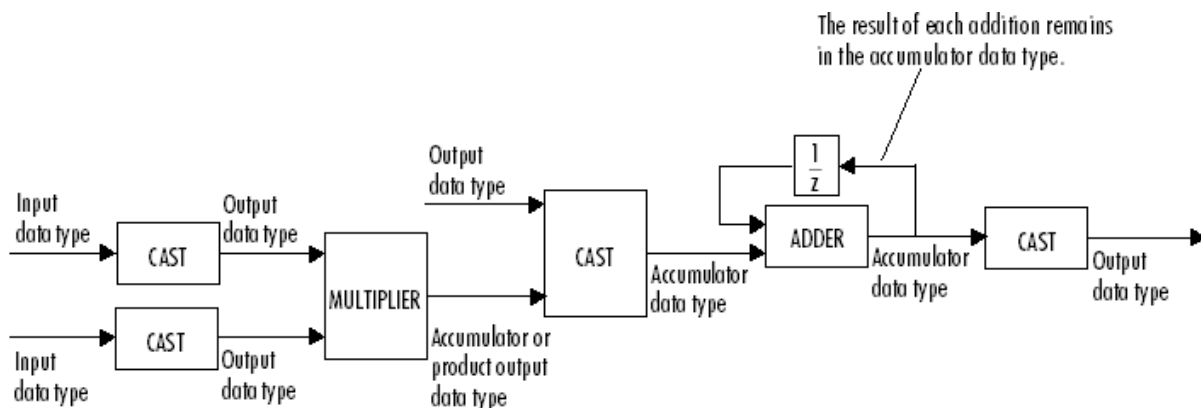 The result of each addition remains
in the accumulator data type.
1
z
Output
data type
Input
data type
Output
data type
CAST
CAST
ADDER
CAST
MULTIPLIER
Accumulator
data type
Accumulator
data type
Output
data type
CAST
Input
data type
Output
data type
Accumulator or
product output
data type